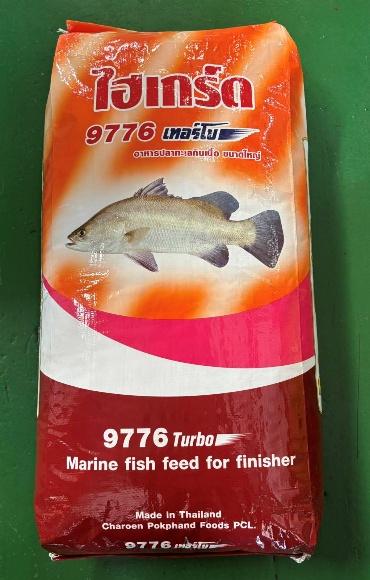 ไฮเกร์ด
9776 เทอร์โบ
อาหารปลาทะเลกินเนื้อ ขนาดใหญ่
9776 Turbo
Marine fish feed for finisher
Made in Thailand
Charoen Pokphand Foods PCL.
9776 เทอร์โบ